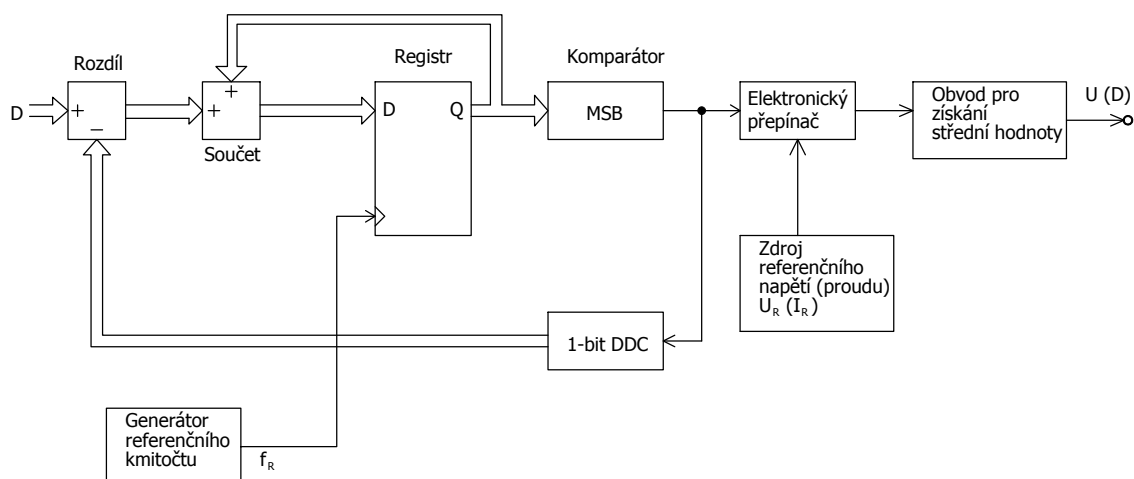 Rozdíl
Registr
Komparátor
D
+
−
+
+
Součet
D
Q
MSB
Elektronický
přepínač
Obvod pro
získání
střední hodnoty
U (D)
Zdroj
referenčního
napětí (proudu)
U_R (I_R)
1-bit DDC
Generátor
referenčního
kmitočtu
f_R